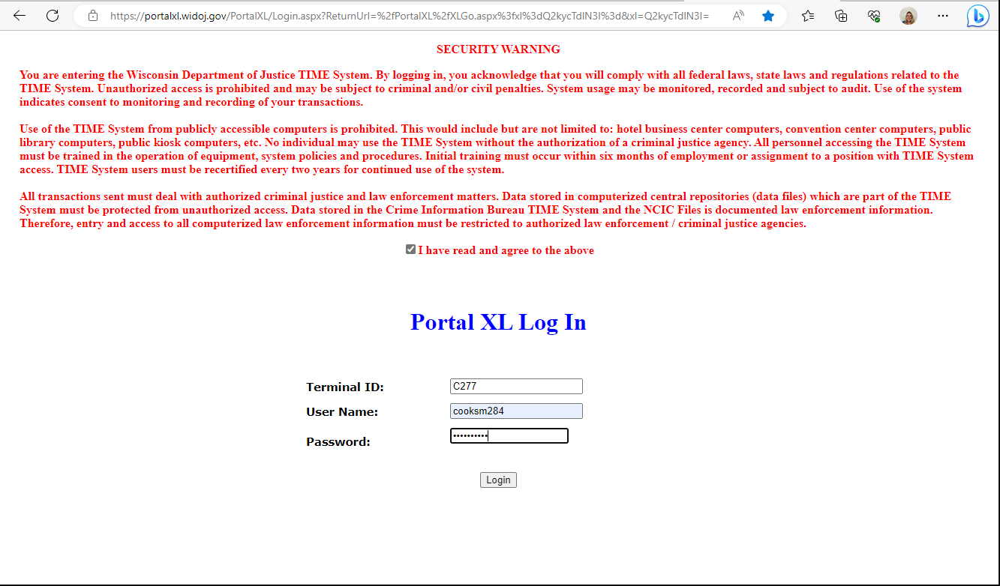 https://portalxl.widoj.gov/PortalXL/Login.aspx?ReturnUrl=%2fPortalXL%2fXLGo.aspx%3fxl%3dQ2kycTdlN3I%3d&xl=Q2kycTdlN3I=
SECURITY WARNING
You are entering the Wisconsin Department of Justice TIME System. By logging in, you acknowledge that you will comply with all federal laws, state laws and regulations related to the
TIME System. Unauthorized access is prohibited and may be subject to criminal and/or civil penalties. System usage may be monitored, recorded and subject to audit. Use of the system
indicates consent to monitoring and recording of your transactions.
Use of the TIME System from publicly accessible computers is prohibited. This would include but are not limited to: hotel business center computers, convention center computers, public
library computers, public kiosk computers, etc. No individual may use the TIME System without the authorization of a criminal justice agency. All personnel accessing the TIME System
must be trained in the operation of equipment, system policies and procedures. Initial training must occur within six months of employment or assignment to a position with TIME System
access. TIME System users must be recertified every two years for continued use of the system.
All transactions sent must deal with authorized criminal justice and law enforcement matters. Data stored in computerized central repositories (data files) which are part of the TIME
System must be protected from unauthorized access. Data stored in the Crime Information Bureau TIME System and the NCIC Files is documented law enforcement information.
Therefore, entry and access to all computerized law enforcement information must be restricted to authorized law enforcement / criminal justice agencies.
I have read and agree to the above
Portal XL Log In
Terminal ID: C277
User Name: cooksm284
Password: ••••••••••
Login